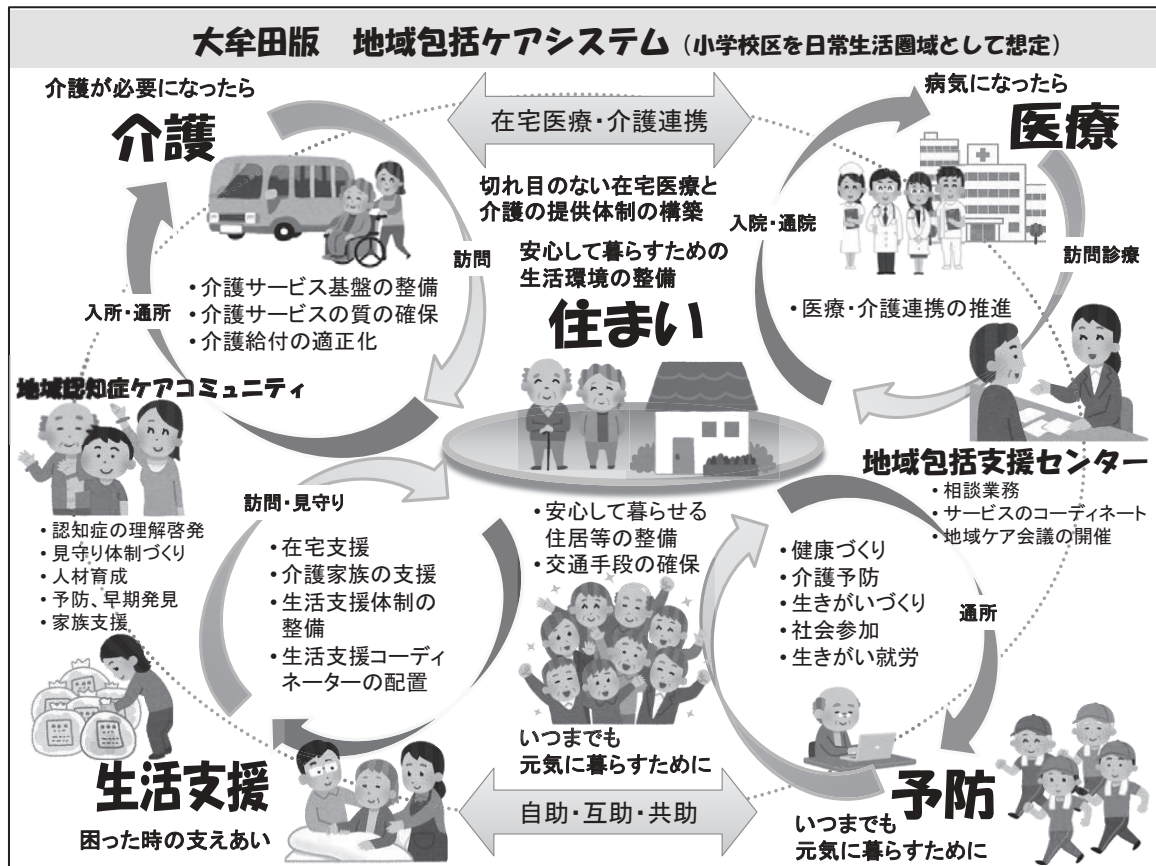 大牟田版 地域包括ケアシステム（小学校区を日常生活圏域として想定）
介護が必要になったら
介護
在宅医療・介護連携
病気になったら
医療
切れ目のない在宅医療と
介護の提供体制の構築
入院・通院
訪問診療
訪問
入所・通所
・介護サービス基盤の整備
・介護サービスの質の確保
・介護給付の適正化
安心して暮らすための
生活環境の整備
住まい
・医療・介護連携の推進
地域認知症ケアコミュニティ
・認知症の理解啓発
・見守り体制づくり
・人材育成
・予防、早期発見
・家族支援
訪問・見守り
・在宅支援
・介護家族の支援
・生活支援体制の
整備
・生活支援コーディ
ネーターの配置
・安心して暮らせる
住居等の整備
・交通手段の確保
地域包括支援センター
・相談業務
・サービスのコーディネート
・地域ケア会議の開催
・健康づくり
・介護予防
・生きがいづくり
・社会参加
・生きがい就労
通所
生活支援
困った時の支えあい
いつまでも
元気に暮らすために
自助・互助・共助
予防
いつまでも
元気に暮らすために